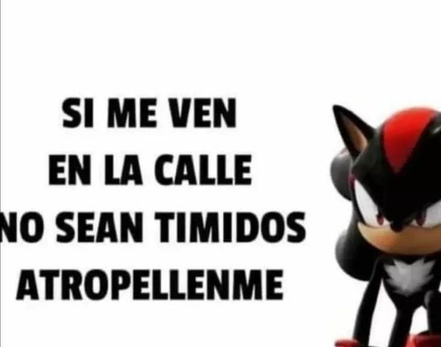 SI ME VEN
EN LA CALLE
NO SEAN TIMIDOS
ATROPELLENME